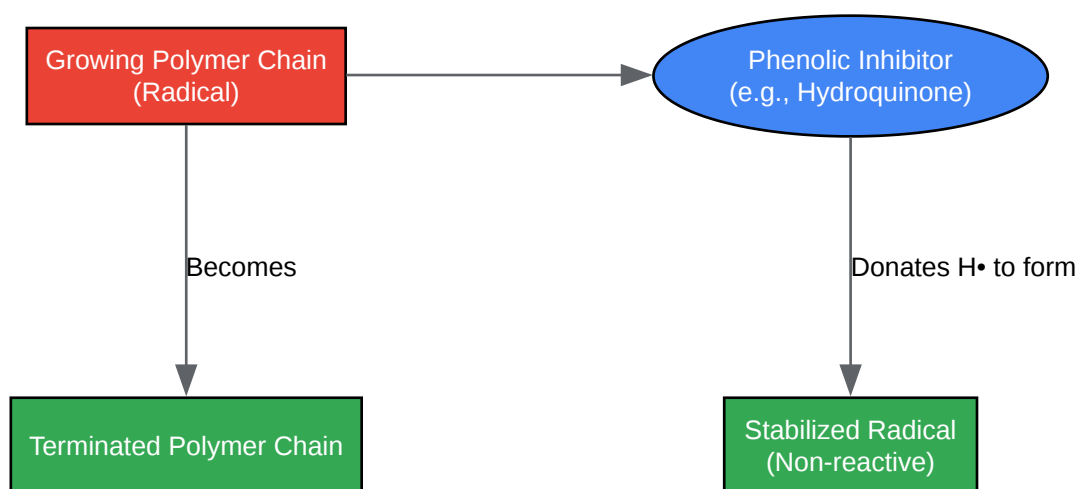 Growing Polymer Chain
(Radical)
Phenolic Inhibitor
(e.g., Hydroquinone)
Becomes
Donates H• to form
Terminated Polymer Chain
Stabilized Radical
(Non-reactive)